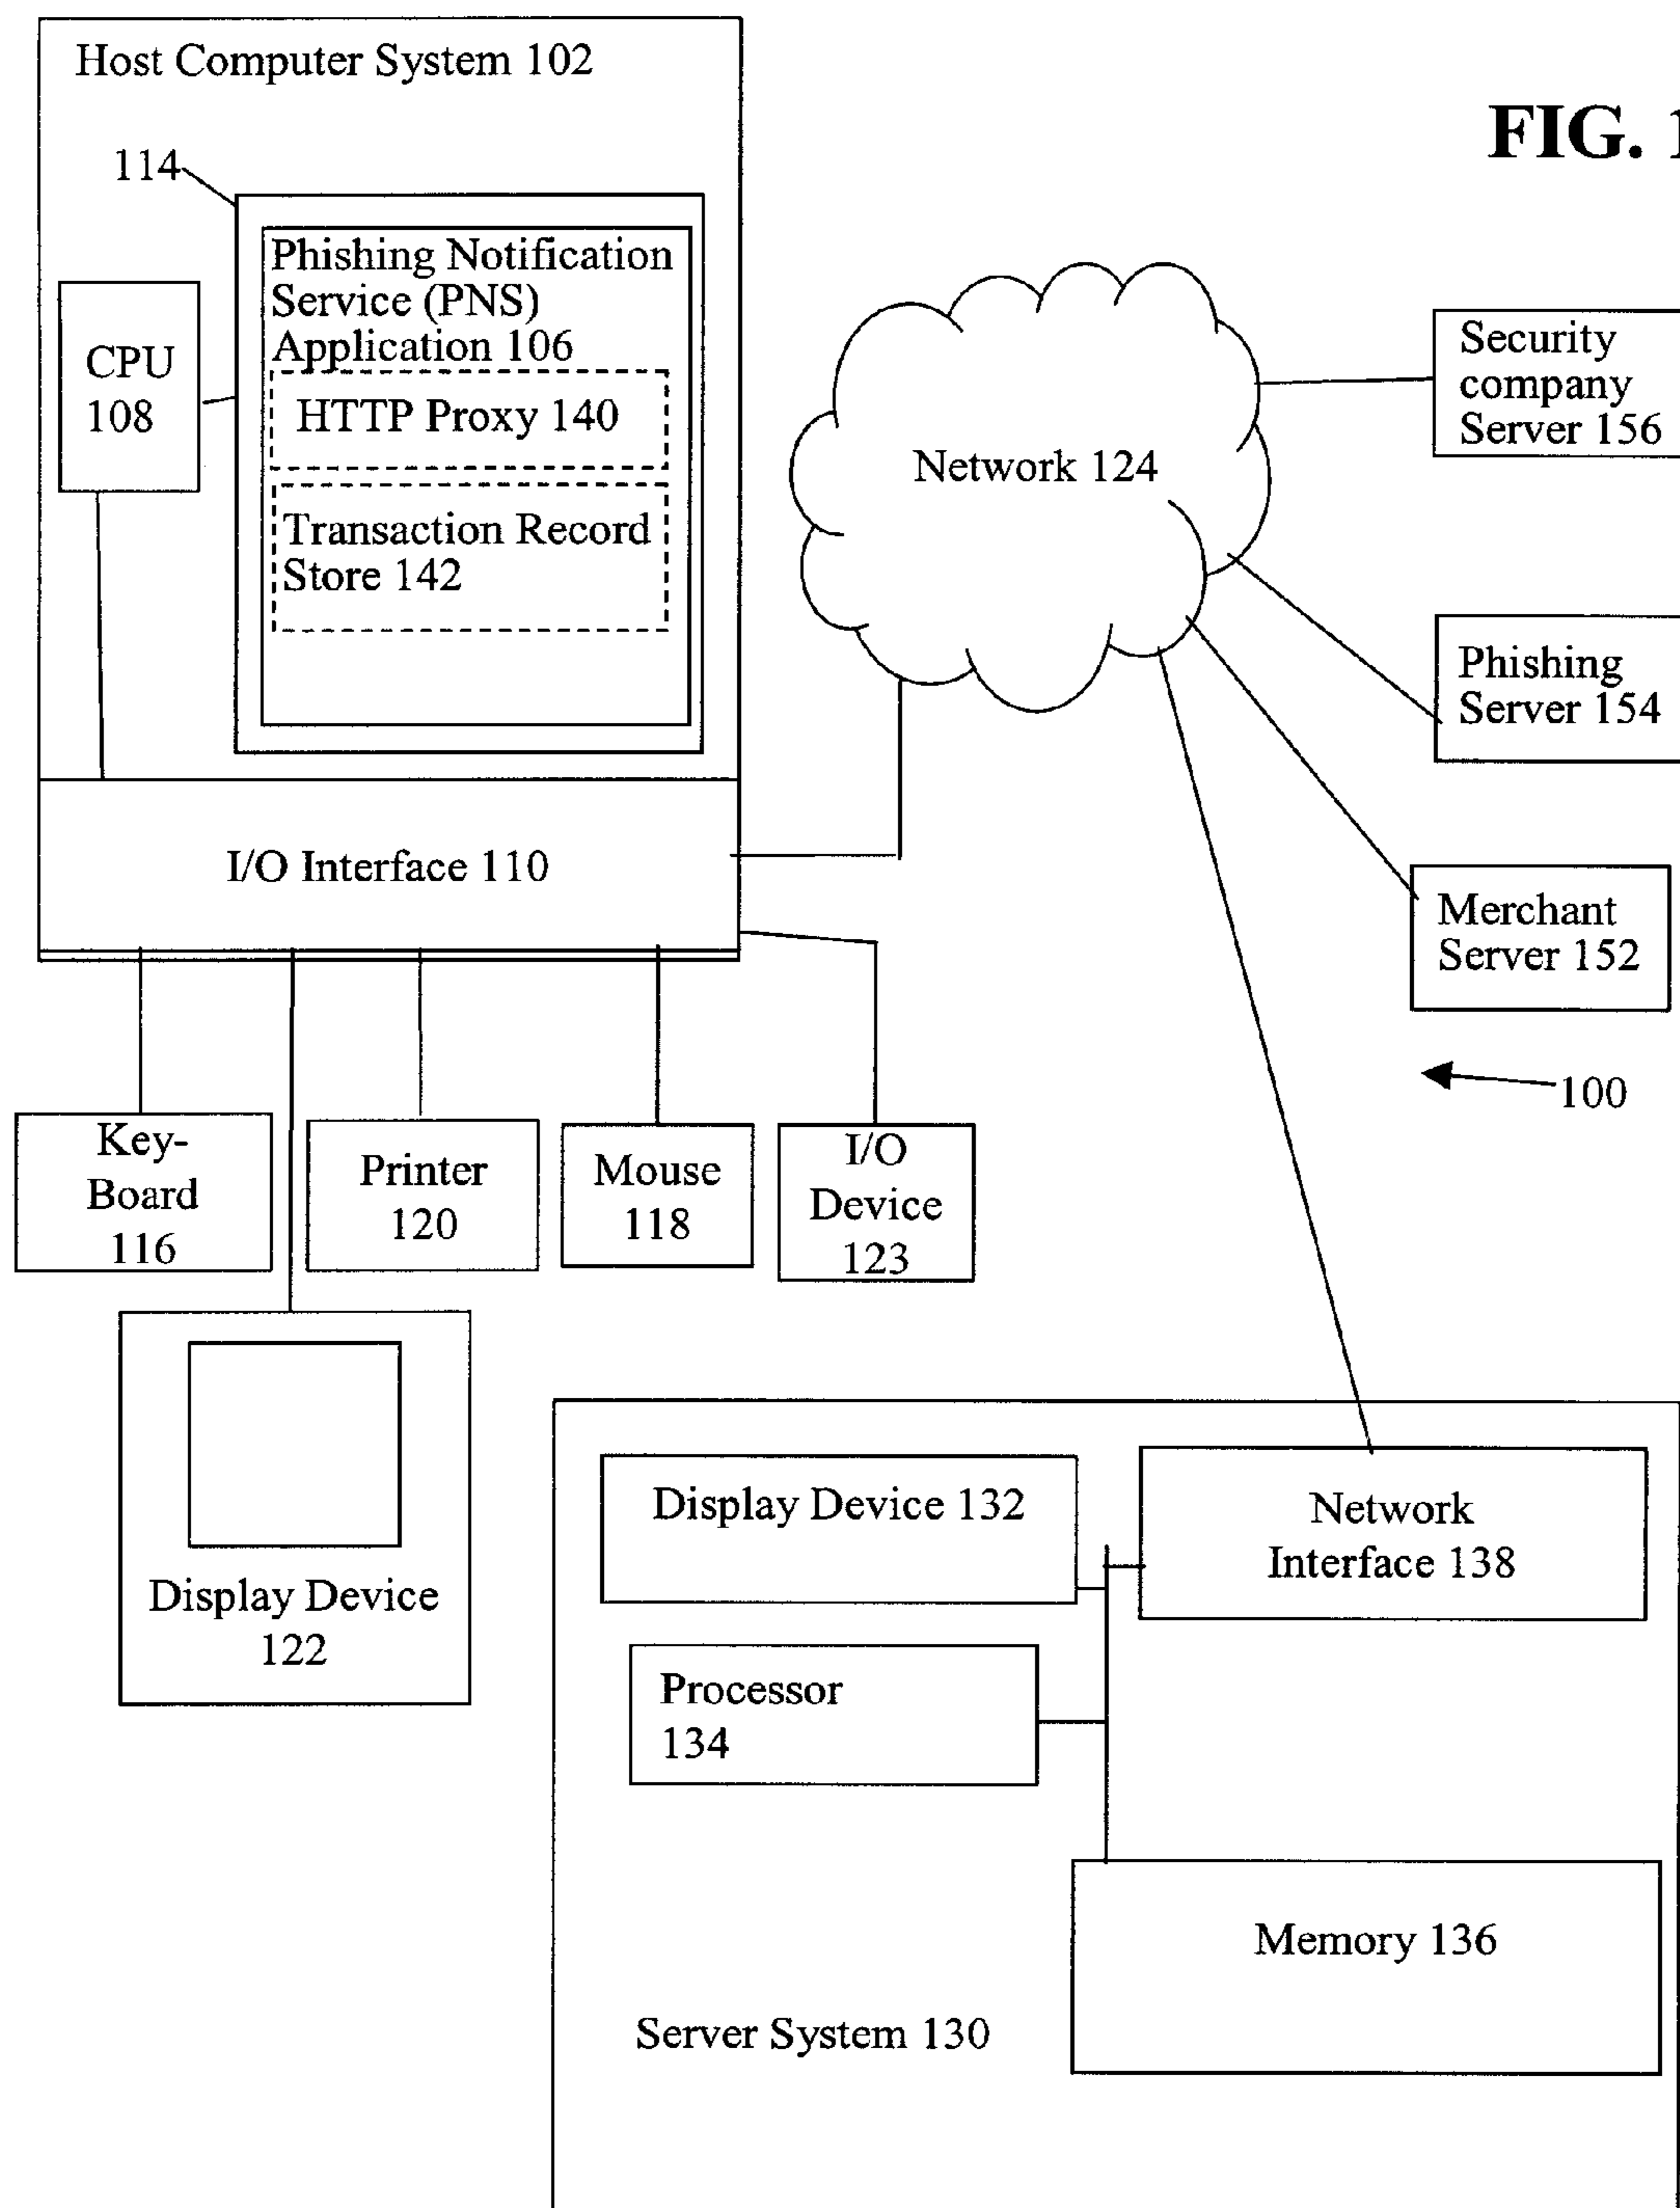 Host Computer System 102
FIG. 1
114
Phishing Notification
Service (PNS)
Application 106
CPU
108
HTTP Proxy 140
Transaction Record
Store 142
I/O Interface 110
Network 124
Security
company
Server 156
Phishing
Server 154
Merchant
Server 152
100
Key-
Board
116
Printer
120
Mouse
118
I/O
Device
123
Display Device
122
Display Device 132
Network
Interface 138
Processor
134
Memory 136
Server System 130